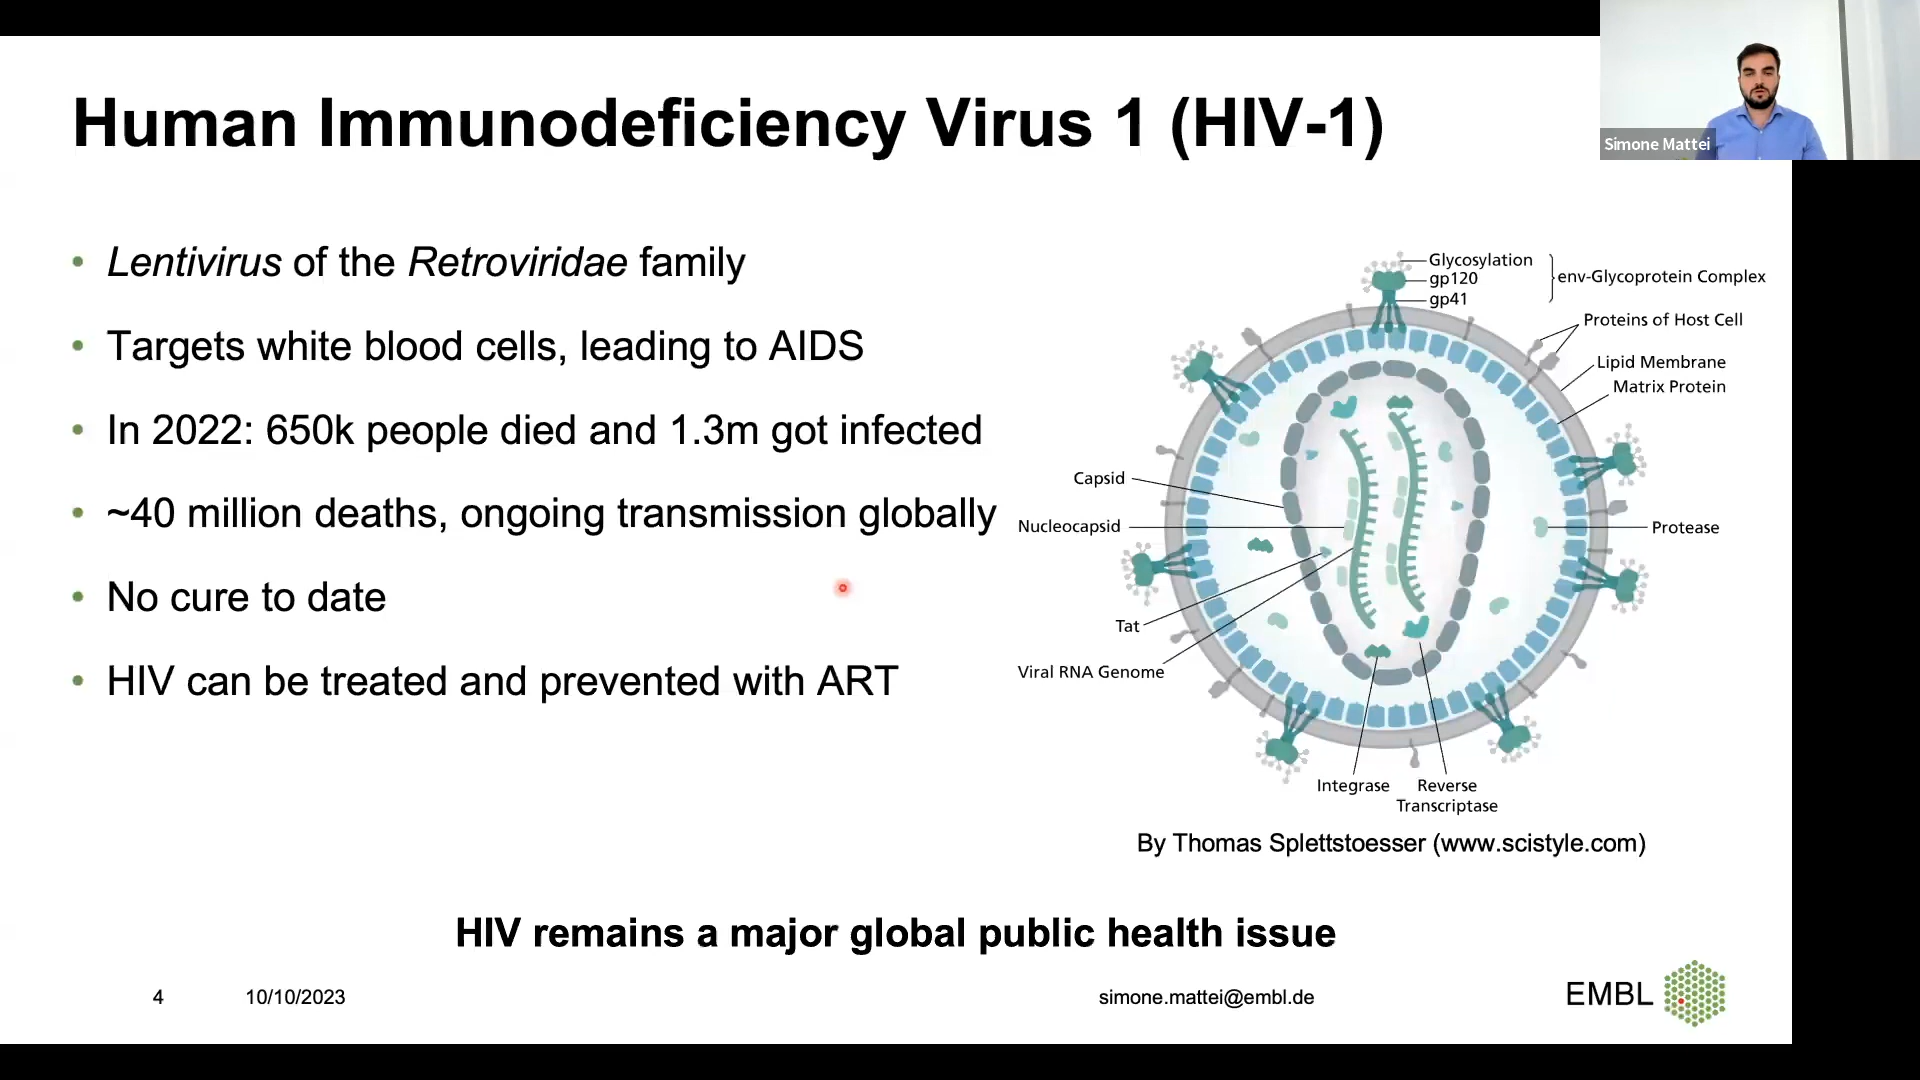 Human Immunodeficiency Virus 1 (HIV-1)
Simone Mattei
• Lentivirus of the Retroviridae family
• Targets white blood cells, leading to AIDS
• In 2022: 650k people died and 1.3m got infected
• ~40 million deaths, ongoing transmission globally
• No cure to date
• HIV can be treated and prevented with ART
Glycosylation
gp120
gp41
env-Glycoprotein Complex
Proteins of Host Cell
Lipid Membrane
Matrix Protein
Capsid
Nucleocapsid
Protease
Tat
Viral RNA Genome
Integrase
Reverse
Transcriptase
By Thomas Splettstoesser (www.scistyle.com)
HIV remains a major global public health issue
4
10/10/2023
simone.mattei@embl.de
EMBL